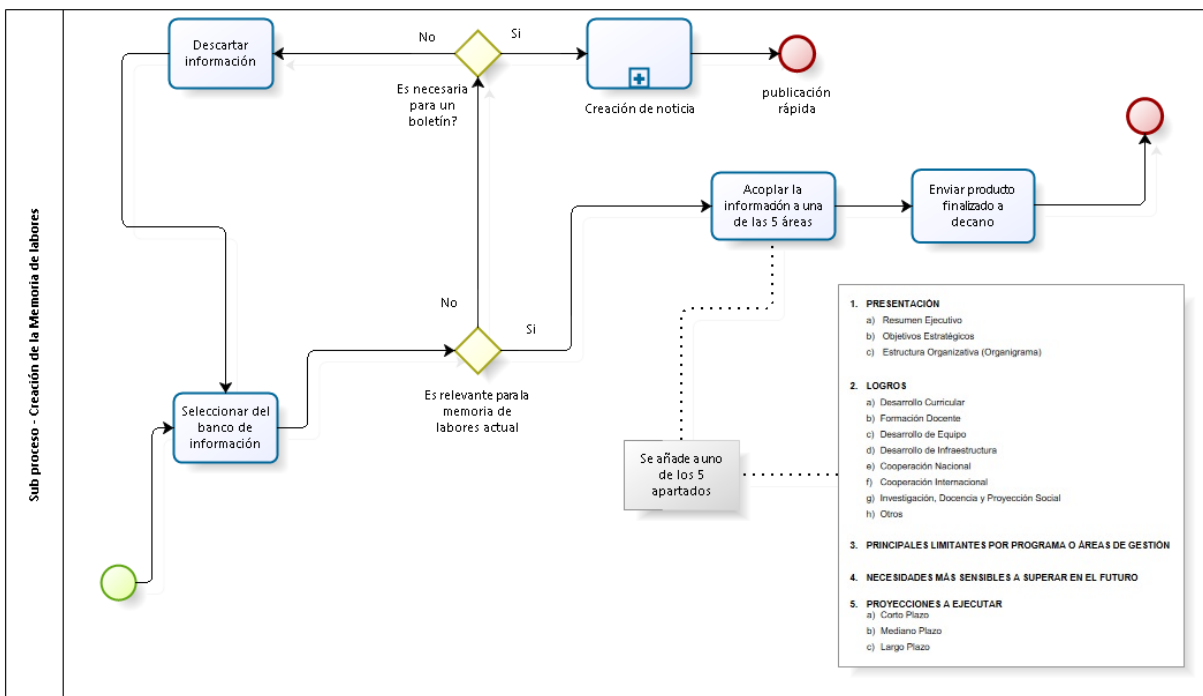 Sub proceso - Creación de la Memoria de labores
Descartar
información
No
Si
Es necesaria
para un
boletín?
Creación de noticia
publicación
rápida
Acoplar la
información a una
de las 5 áreas
Enviar producto
finalizado a
decano
No
Si
Es relevante para la
memoria de
labores actual
Seleccionar del
banco de
información
Se añade a uno
de los 5
apartados
1. PRESENTACIÓN
a) Resumen Ejecutivo
b) Objetivos Estratégicos
c) Estructura Organizativa (Organigrama)
2. LOGROS
a) Desarrollo Curricular
b) Formación Docente
c) Desarrollo de Equipo
d) Desarrollo de Infraestructura
e) Cooperación Nacional
f) Cooperación Internacional
g) Investigación, Docencia y Proyección Social
h) Otros
3. PRINCIPALES LIMITANTES POR PROGRAMA O ÁREAS DE GESTIÓN
4. NECESIDADES MÁS SENSIBLES A SUPERAR EN EL FUTURO
5. PROYECCIONES A EJECUTAR
a) Corto Plazo
b) Mediano Plazo
c) Largo Plazo